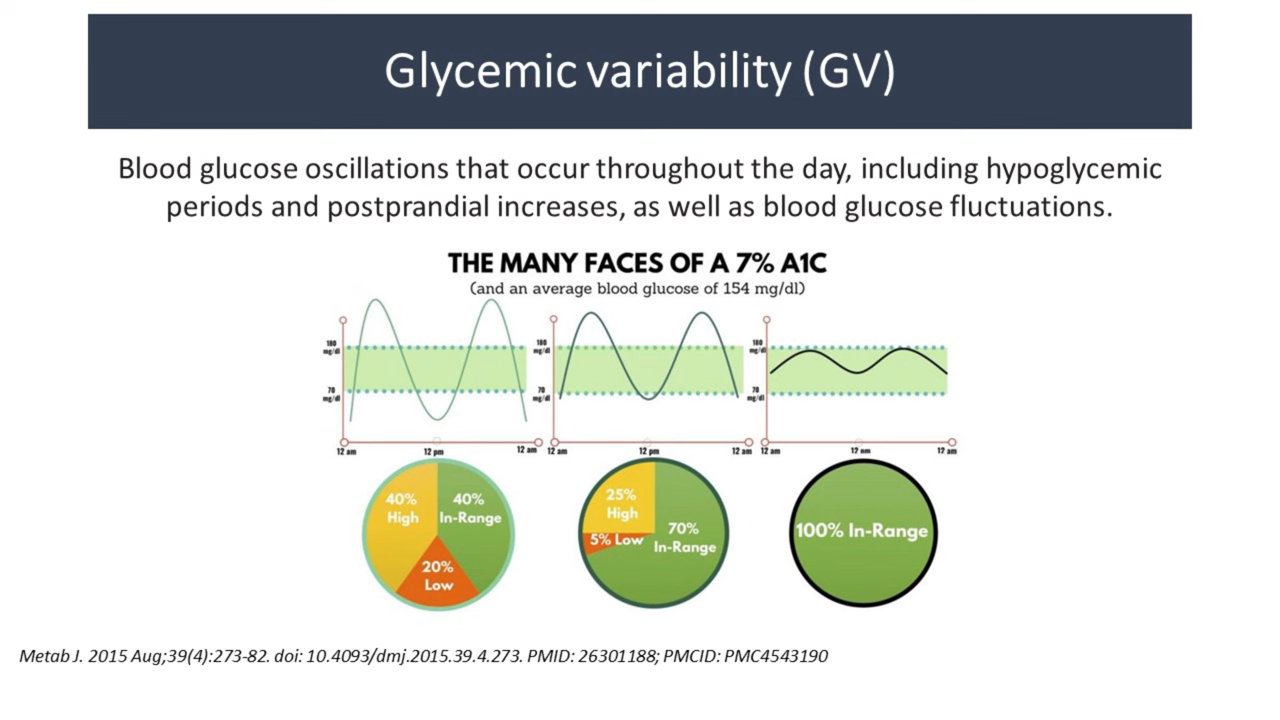 Glycemic variability (GV)
Blood glucose oscillations that occur throughout the day, including hypoglycemic
periods and postprandial increases, as well as blood glucose fluctuations.
THE MANY FACES OF A 7% A1C
(and an average blood glucose of 154 mg/dl)
180
mg/dl
70
mg/dl
12 am
12 pm
12 am
180
mg/dl
70
mg/dl
12 am
12 pm
12 am
180
mg/dl
70
mg/dl
12 am
12 pm
12 am
40%
High
40%
In-Range
20%
Low
25%
High
5% Low
70%
In-Range
100% In-Range
Metab J. 2015 Aug;39(4):273-82. doi: 10.4093/dmj.2015.39.4.273. PMID: 26301188; PMCID: PMC4543190